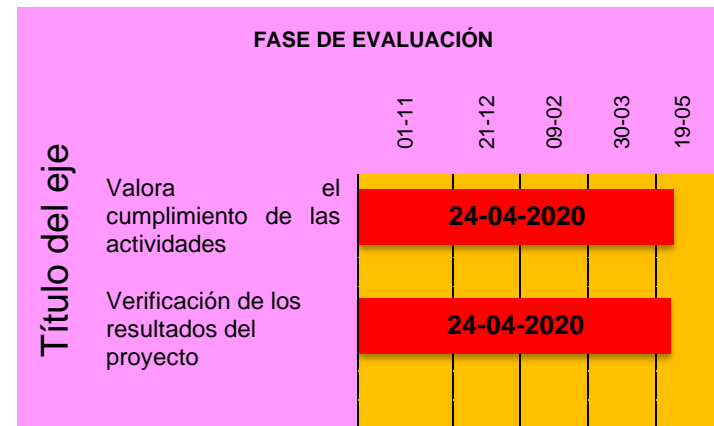 FASE DE EVALUACIÓN
01-11
21-12
09-02
30-03
19-05
Título del eje
Valora el
cumplimiento de las
actividades
24-04-2020
Verificación de los
resultados del
proyecto
24-04-2020